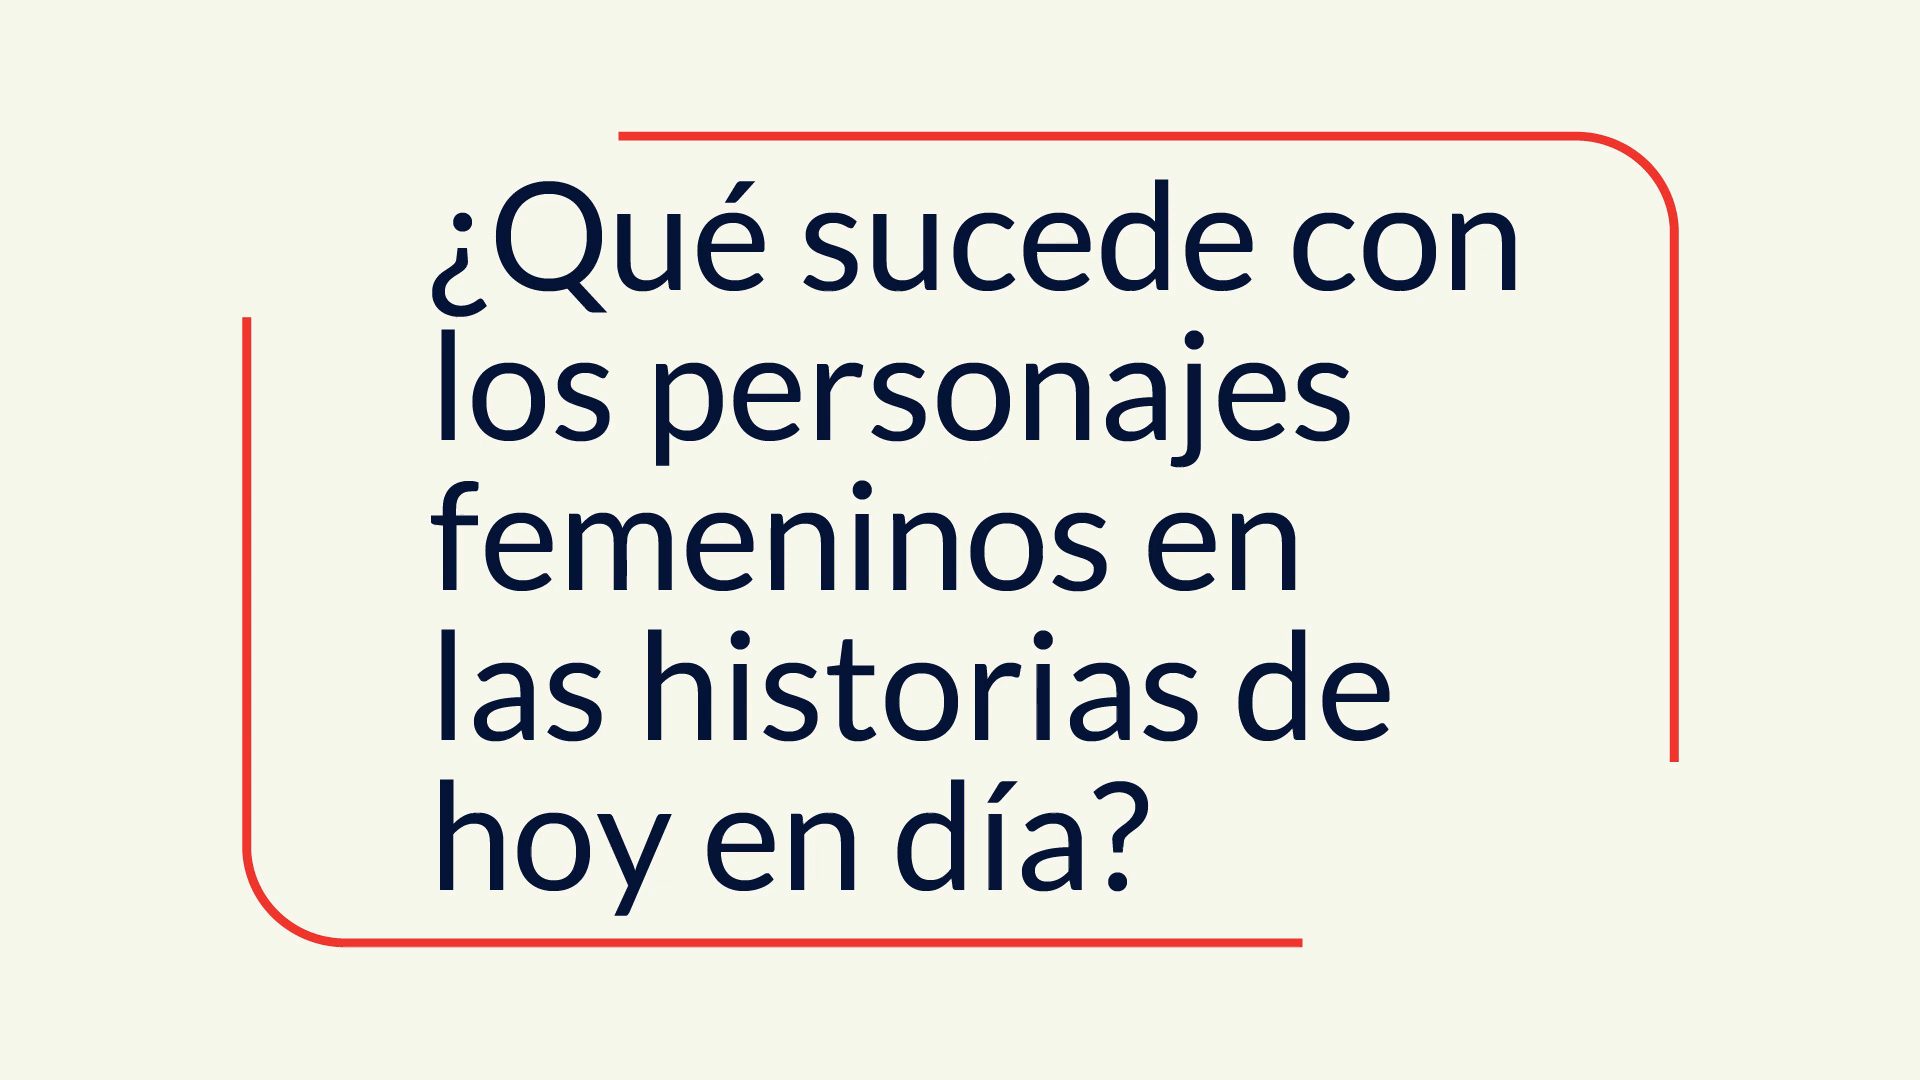 ¿Qué sucede con
los personajes
femeninos en
las historias de
hoy en día?